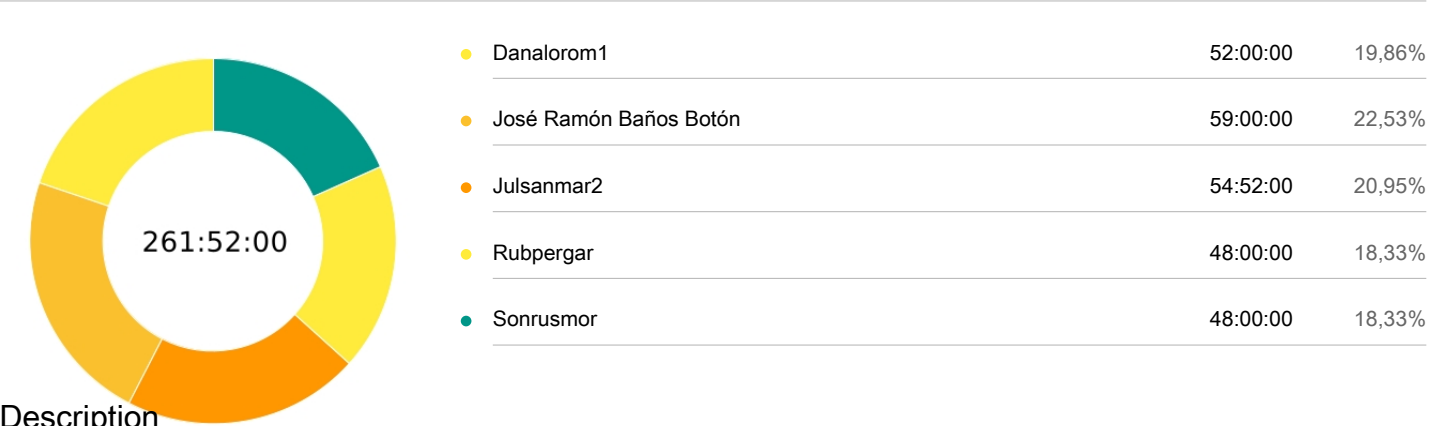 Danalorom1 52:00:00 19,86%
José Ramón Baños Botón 59:00:00 22,53%
Julsanmar2 54:52:00 20,95%
261:52:00
Rubpergar 48:00:00 18,33%
Sonrusmor 48:00:00 18,33%
Description